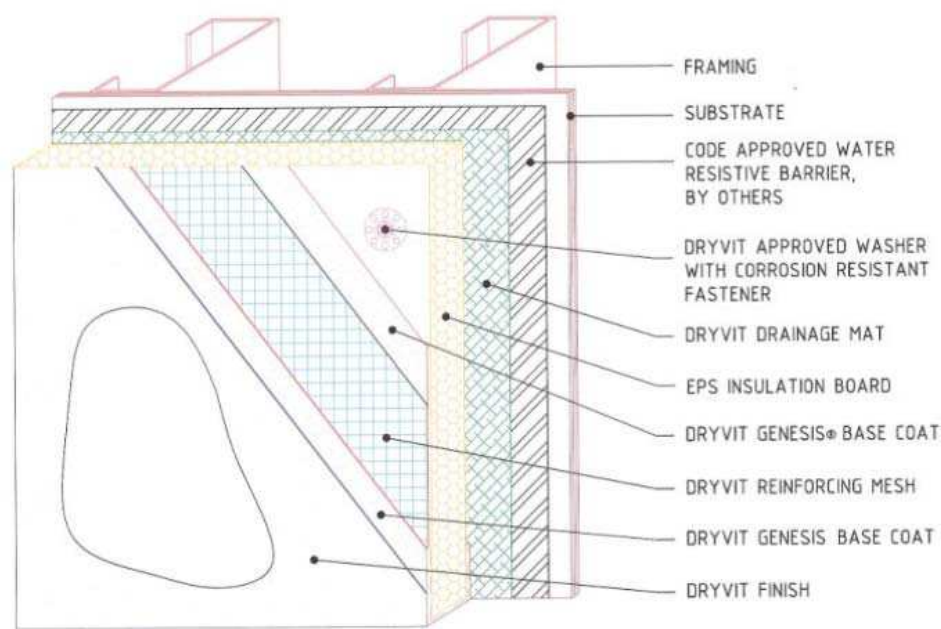 FRAMING
SUBSTRATE
CODE APPROVED WATER
RESISTIVE BARRIER,
BY OTHERS
DRYVIT APPROVED WASHER
WITH CORROSION RESISTANT
FASTENER
DRYVIT DRAINAGE MAT
EPS INSULATION BOARD
DRYVIT GENESIS® BASE COAT
DRYVIT REINFORCING MESH
DRYVIT GENESIS BASE COAT
DRYVIT FINISH